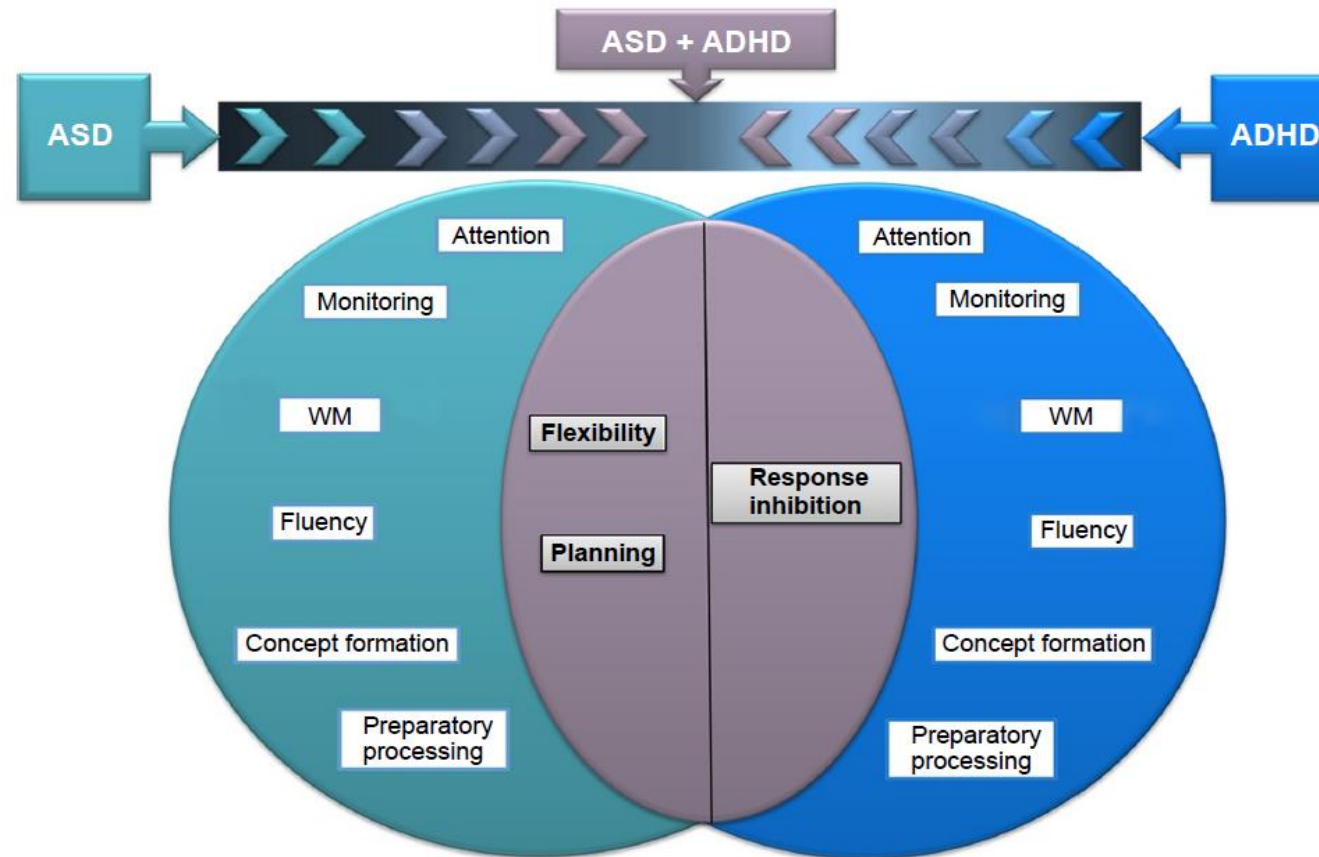 ASD + ADHD
ASD
ADHD
Attention
Attention
Monitoring
Monitoring
WM
WM
Flexibility
Response
inhibition
Fluency
Fluency
Planning
Concept formation
Concept formation
Preparatory
processing
Preparatory
processing